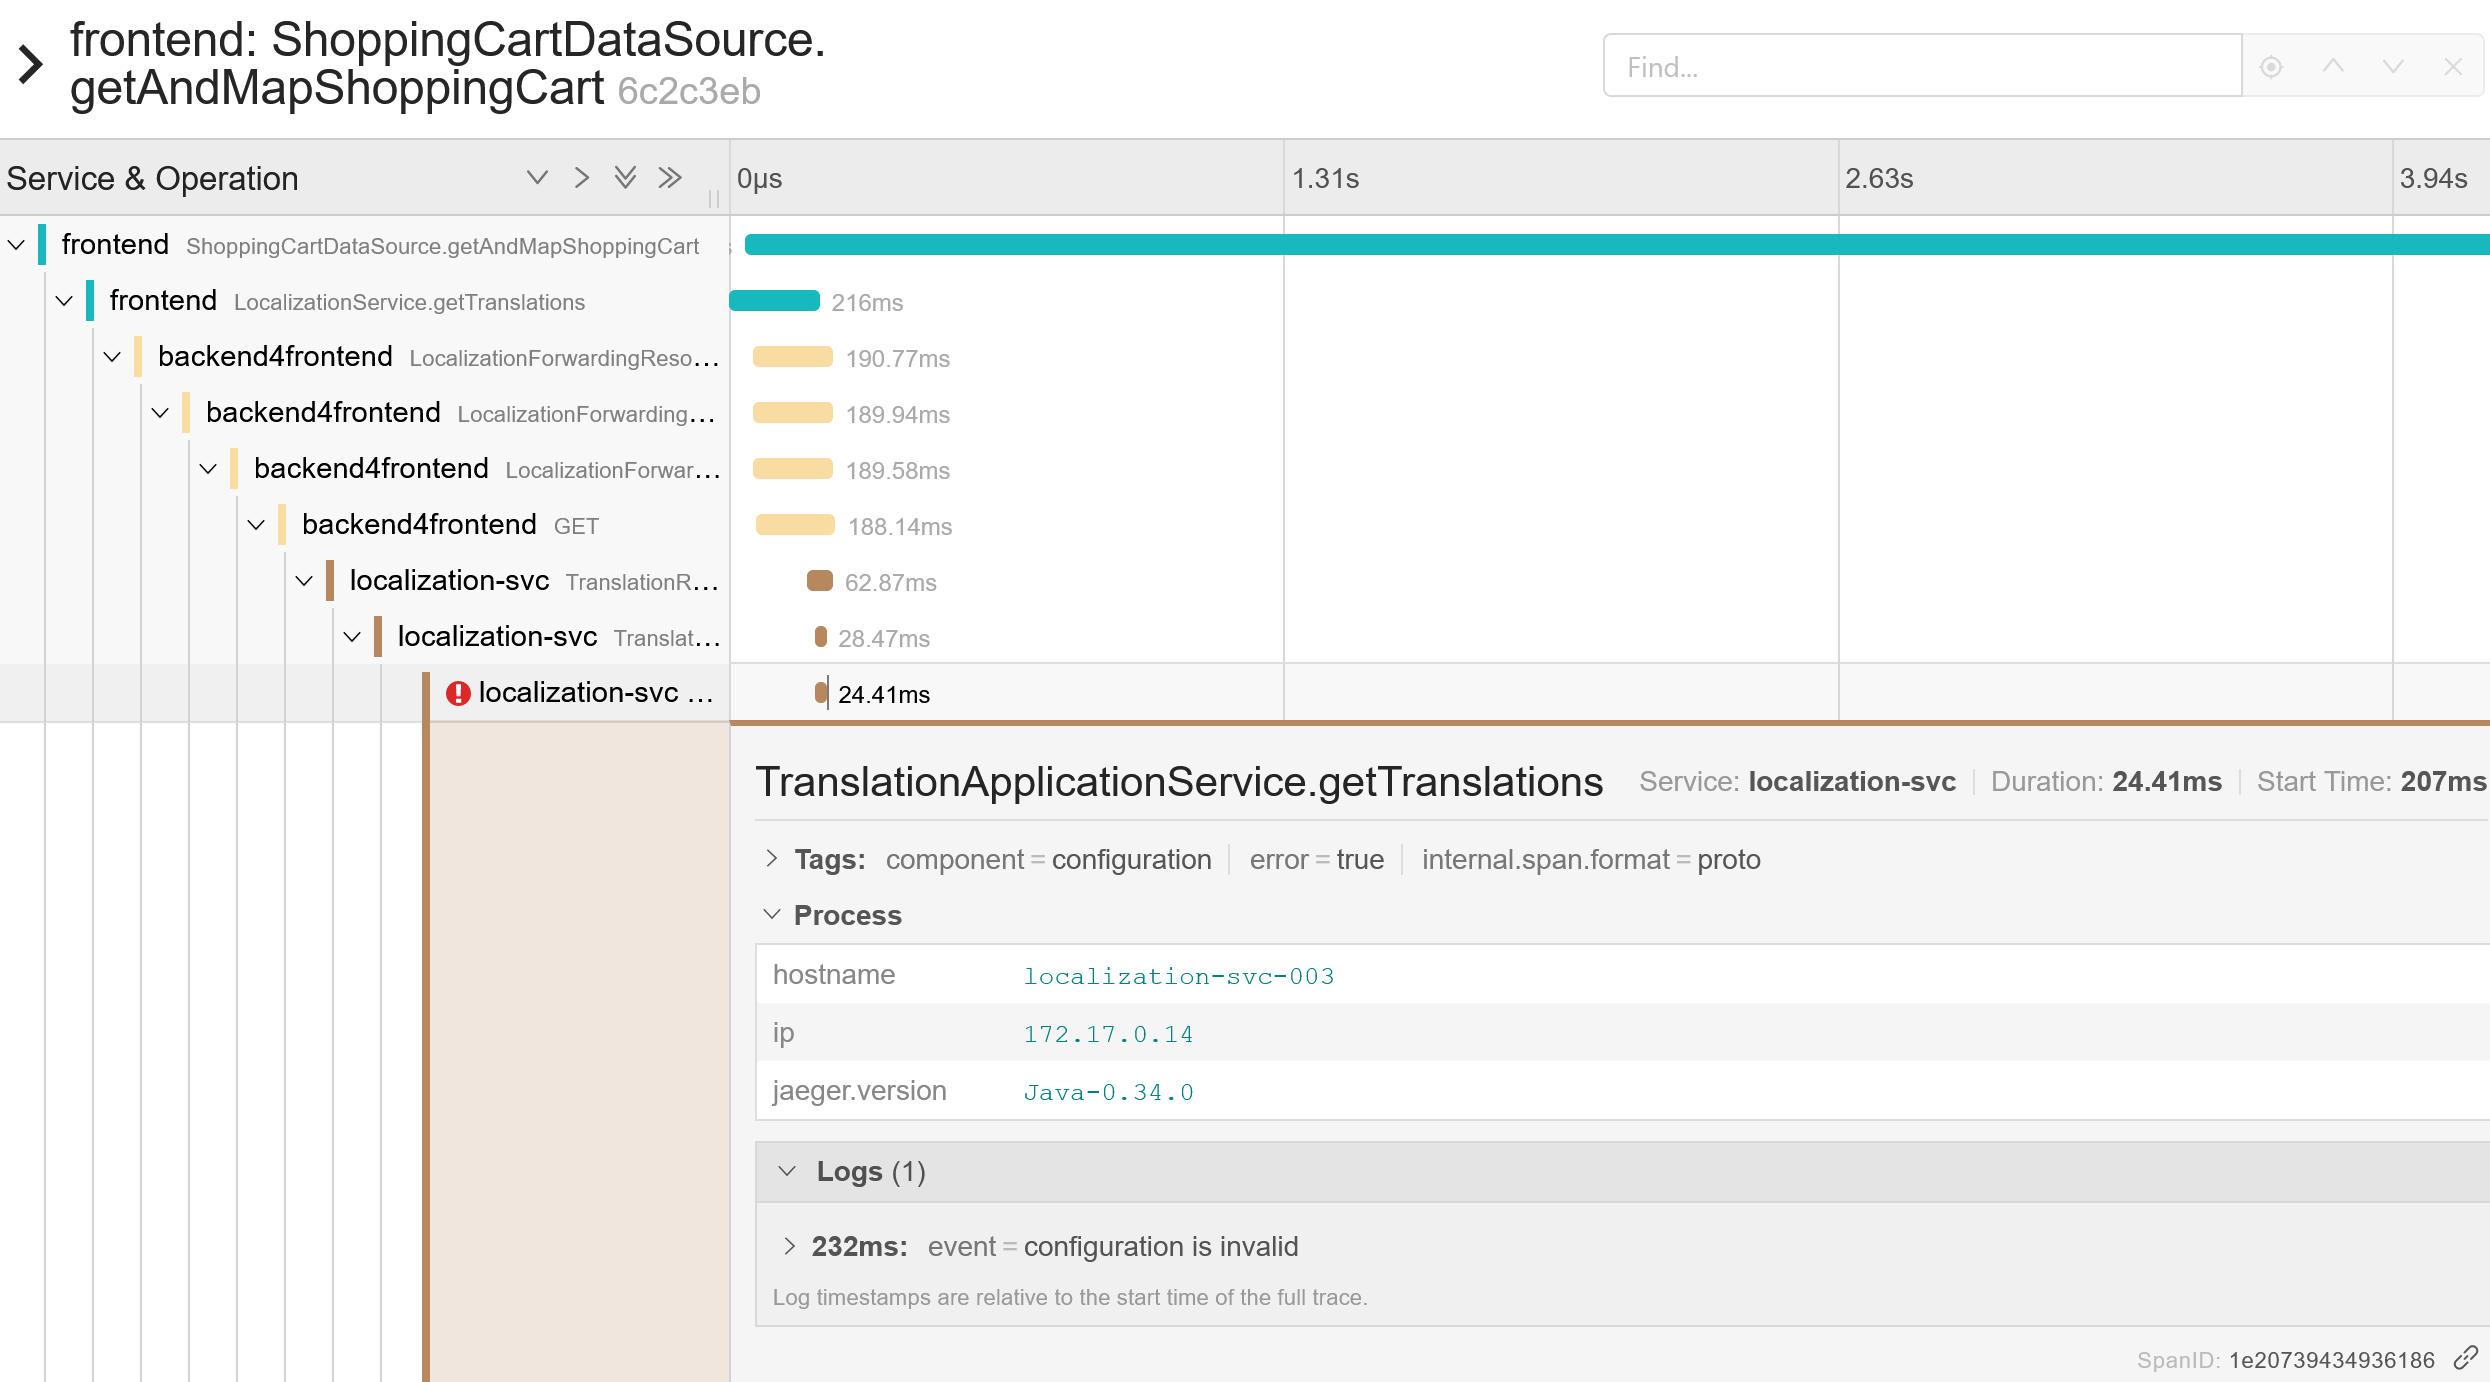 frontend: ShoppingCartDataSource.
getAndMapShoppingCart 6c2c3eb
Find...
Service & Operation
0μs
1.31s
2.63s
3.94s
frontend ShoppingCartDataSource.getAndMapShoppingCart
frontend LocalizationService.getTranslations
216ms
backend4frontend LocalizationForwardingReso...
190.77ms
backend4frontend LocalizationForwarding...
189.94ms
backend4frontend LocalizationForwar...
189.58ms
backend4frontend GET
188.14ms
localization-svc TranslationR...
62.87ms
localization-svc Translat...
28.47ms
localization-svc ...
24.41ms
TranslationApplicationService.getTranslations
Service: localization-svc
Duration: 24.41ms
Start Time: 207ms
Tags: component = configuration
error = true
internal.span.format = proto
Process
hostname localization-svc-003
ip 172.17.0.14
jaeger.version Java-0.34.0
Logs (1)
232ms: event = configuration is invalid
Log timestamps are relative to the start time of the full trace.
SpanID: 1e20739434936186